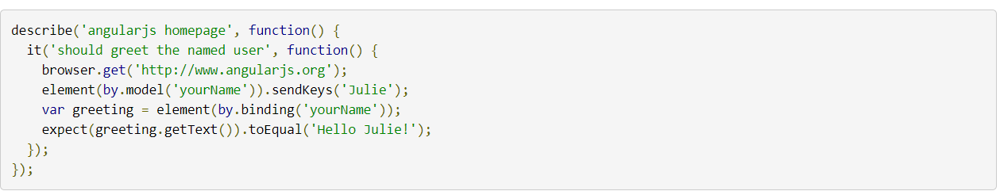 describe('angularjs homepage', function() {
  it('should greet the named user', function() {
    browser.get('http://www.angularjs.org');
    element(by.model('yourName')).sendKeys('Julie');
    var greeting = element(by.binding('yourName'));
    expect(greeting.getText()).toEqual('Hello Julie!');
  });
});